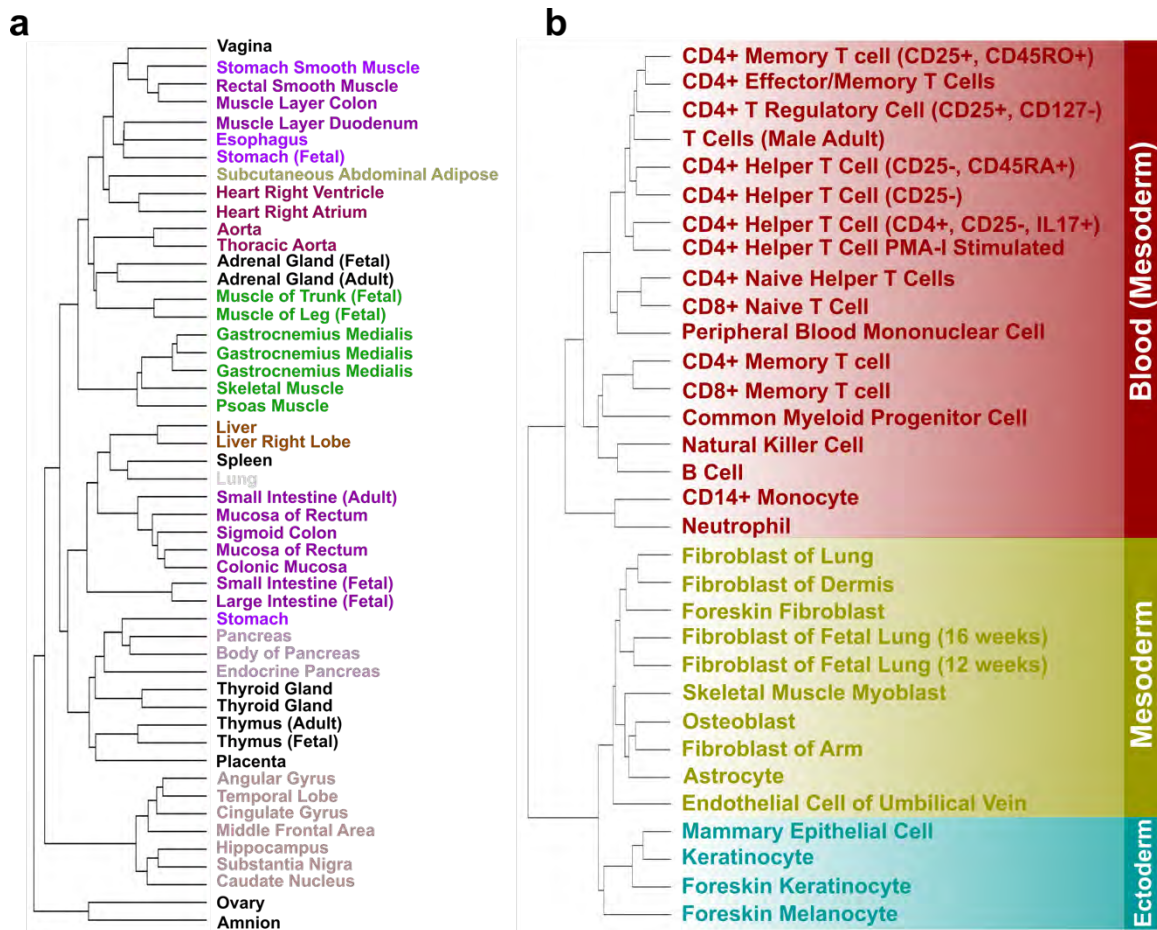 a
Vagina
Stomach Smooth Muscle
Rectal Smooth Muscle
Muscle Layer Colon
Muscle Layer Duodenum
Esophagus
Stomach (Fetal)
Subcutaneous Abdominal Adipose
Heart Right Ventricle
Heart Right Atrium
Aorta
Thoracic Aorta
Adrenal Gland (Fetal)
Adrenal Gland (Adult)
Muscle of Trunk (Fetal)
Muscle of Leg (Fetal)
Gastrocnemius Medialis
Gastrocnemius Medialis
Gastrocnemius Medialis
Skeletal Muscle
Psoas Muscle
Liver
Liver Right Lobe
Spleen
Lung
Small Intestine (Adult)
Mucosa of Rectum
Sigmoid Colon
Mucosa of Rectum
Colonic Mucosa
Small Intestine (Fetal)
Large Intestine (Fetal)
Stomach
Pancreas
Body of Pancreas
Endocrine Pancreas
Thyroid Gland
Thyroid Gland
Thymus (Adult)
Thymus (Fetal)
Placenta
Angular Gyrus
Temporal Lobe
Cingulate Gyrus
Middle Frontal Area
Hippocampus
Substantia Nigra
Caudate Nucleus
Ovary
Amnion
b
CD4+ Memory T cell (CD25+, CD45RO+)
CD4+ Effector/Memory T Cells
CD4+ T Regulatory Cell (CD25+, CD127-)
T Cells (Male Adult)
CD4+ Helper T Cell (CD25-, CD45RA+)
CD4+ Helper T Cell (CD25-)
CD4+ Helper T Cell (CD4+, CD25-, IL17+)
CD4+ Helper T Cell PMA-I Stimulated
CD4+ Naive Helper T Cells
CD8+ Naive T Cell
Peripheral Blood Mononuclear Cell
CD4+ Memory T cell
CD8+ Memory T cell
Common Myeloid Progenitor Cell
Natural Killer Cell
B Cell
CD14+ Monocyte
Neutrophil
Blood (Mesoderm)
Fibroblast of Lung
Fibroblast of Dermis
Foreskin Fibroblast
Fibroblast of Fetal Lung (16 weeks)
Fibroblast of Fetal Lung (12 weeks)
Skeletal Muscle Myoblast
Osteoblast
Fibroblast of Arm
Astrocyte
Endothelial Cell of Umbilical Vein
Mesoderm
Mammary Epithelial Cell
Keratinocyte
Foreskin Keratinocyte
Foreskin Melanocyte
Ectoderm